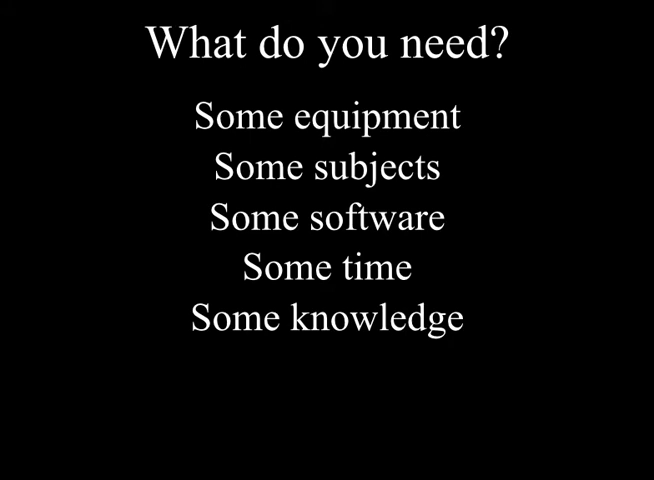 What do you need?
Some equipment
Some subjects
Some software
Some time
Some knowledge